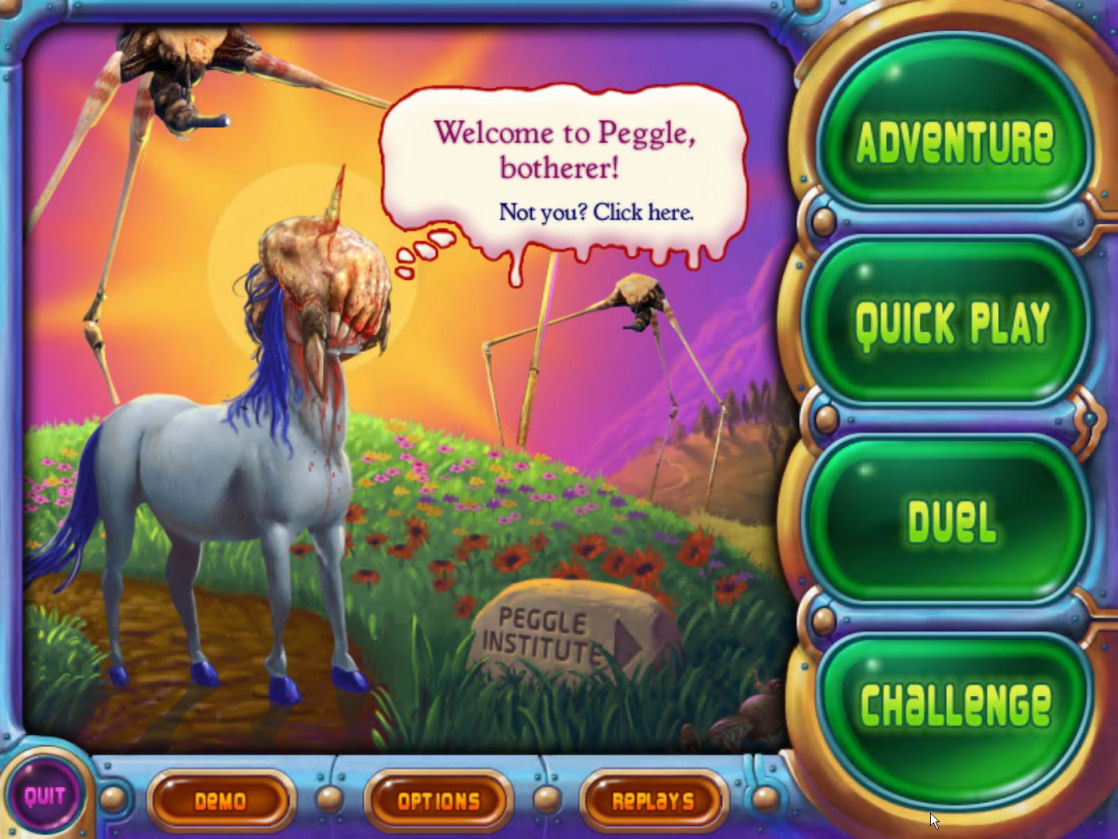 Welcome to Peggle,
botherer!
Not you? Click here.
ADVENTURE
QUICK PLAY
DUEL
CHALLENGE
PEGGLE
INSTITUTE
QUIT
DEMO
OPTIONS
REPLAYS